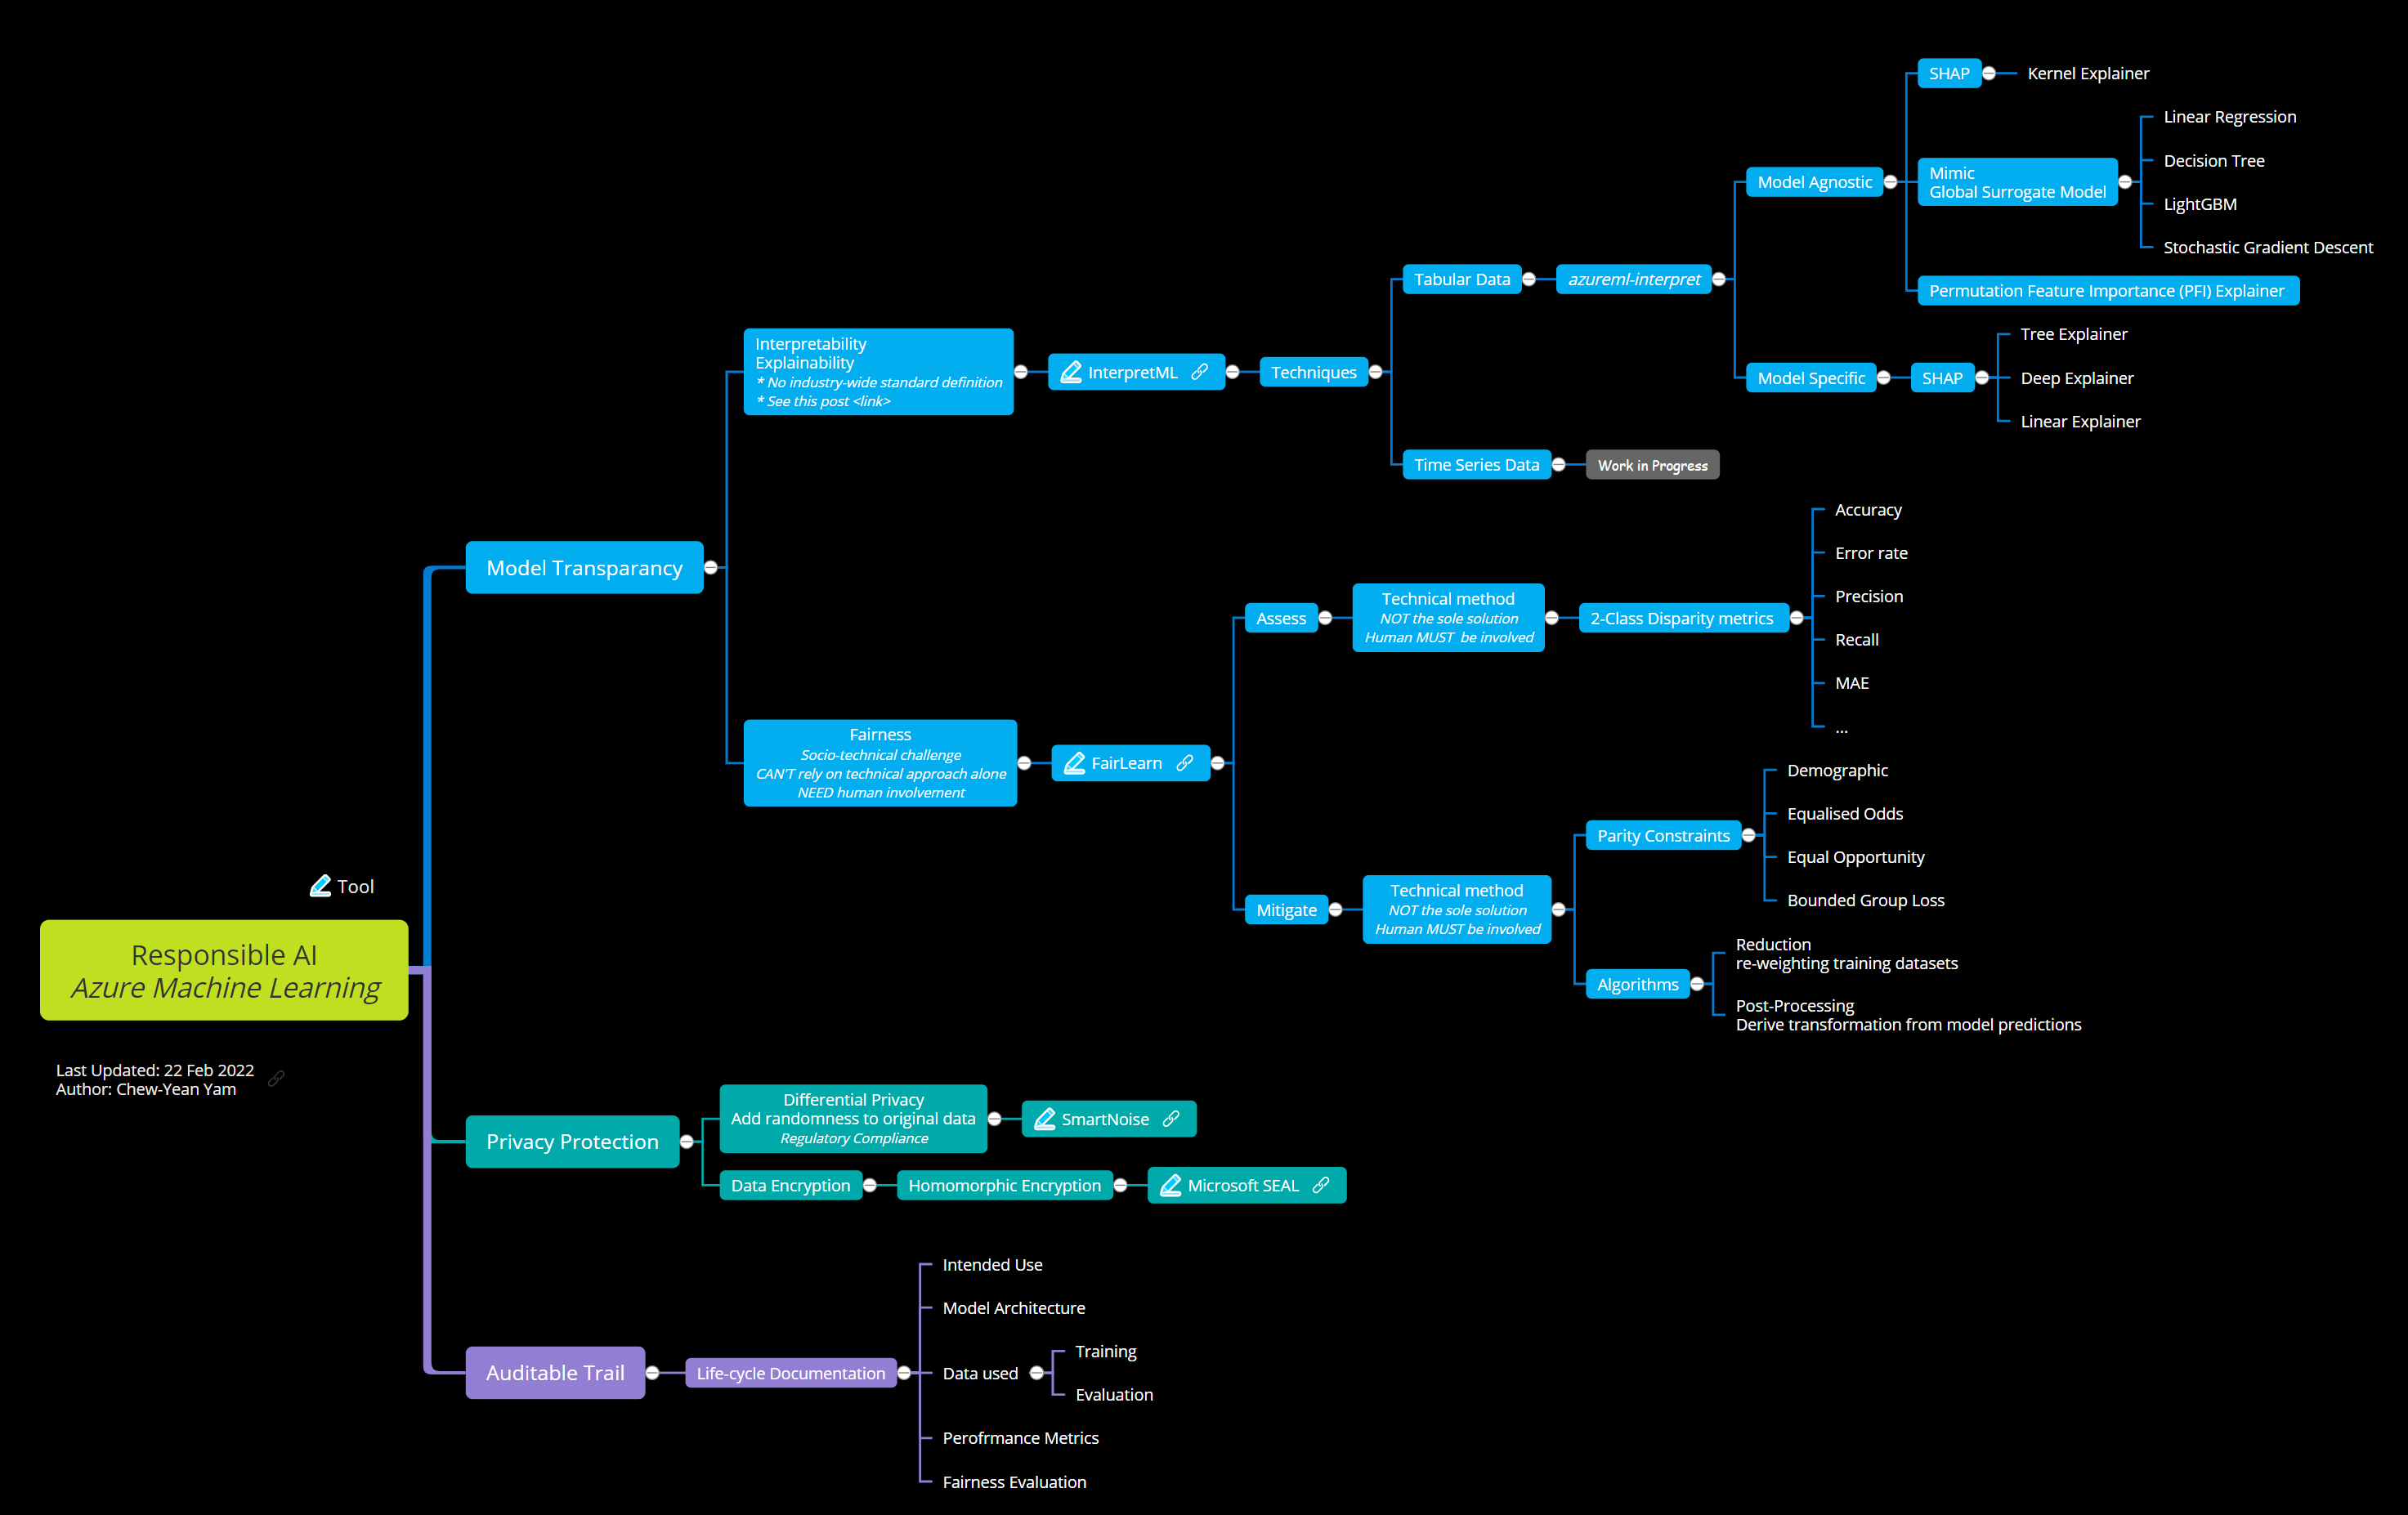 Tool
Responsible AI
Azure Machine Learning
Last Updated: 22 Feb 2022
Author: Chew-Yean Yam
Model Transparancy
Interpretability
Explainability
* No industry-wide standard definition
* See this post <link>
InterpretML
Techniques
Tabular Data
azureml-interpret
Model Agnostic
SHAP
Kernel Explainer
Mimic
Global Surrogate Model
Linear Regression
Decision Tree
LightGBM
Stochastic Gradient Descent
Permutation Feature Importance (PFI) Explainer
Model Specific
SHAP
Tree Explainer
Deep Explainer
Linear Explainer
Time Series Data
Work in Progress
Fairness
Socio-technical challenge
CAN'T rely on technical approach alone
NEED human involvement
FairLearn
Assess
Technical method
NOT the sole solution
Human MUST be involved
2-Class Disparity metrics
Accuracy
Error rate
Precision
Recall
MAE
...
Mitigate
Technical method
NOT the sole solution
Human MUST be involved
Parity Constraints
Demographic
Equalised Odds
Equal Opportunity
Bounded Group Loss
Algorithms
Reduction
re-weighting training datasets
Post-Processing
Derive transformation from model predictions
Privacy Protection
Differential Privacy
Add randomness to original data
Regulatory Compliance
SmartNoise
Data Encryption
Homomorphic Encryption
Microsoft SEAL
Auditable Trail
Life-cycle Documentation
Intended Use
Model Architecture
Data used
Training
Evaluation
Perofrmance Metrics
Fairness Evaluation